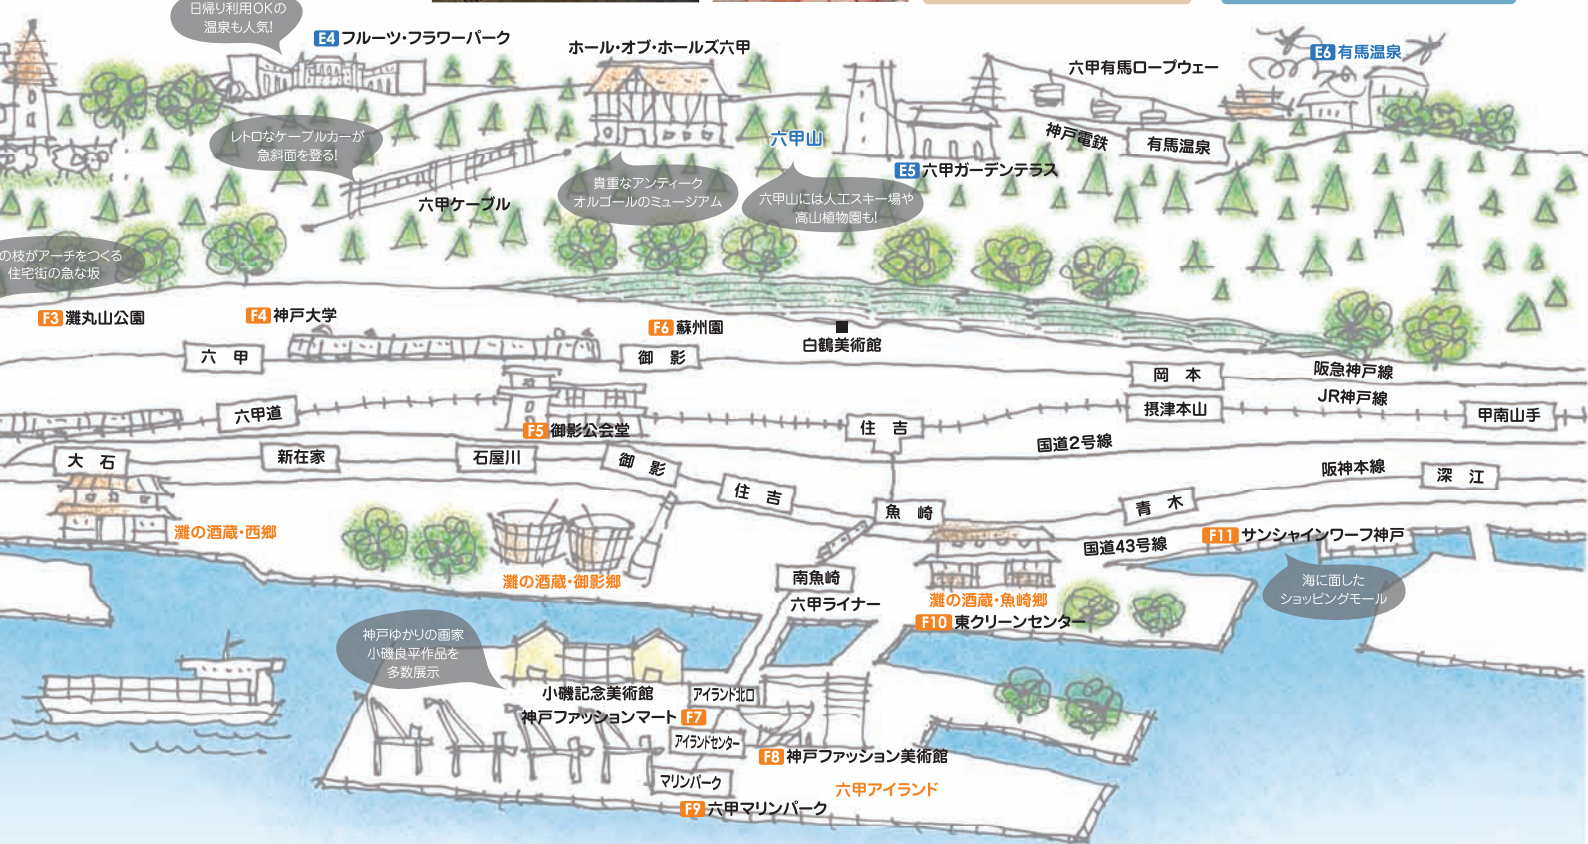 日帰り利用OKの
温泉も人気!
E4 フルーツ・フラワーパーク
ホール・オブ・ホールズ六甲
六甲有馬ロープウェー
E6 有馬温泉
レトロなケーブルカーが
急斜面を登る!
六甲山
神戸電鉄
有馬温泉
E5 六甲ガーデンテラス
六甲ケーブル
貴重なアンティーク
オルゴールのミュージアム
六甲山には人工スキー場や
高山植物園も!
の枝がアーチをつくる
住宅街の急な坂
F3 灘丸山公園
F4 神戸大学
F6 蘇州園
白鶴美術館
六甲
御影
岡本
阪急神戸線
六甲道
F5 御影公会堂
住吉
摂津本山
JR神戸線
甲南山手
国道2号線
大石
新在家
石屋川
御影
住吉
魚崎
青木
阪神本線
深江
灘の酒蔵・西郷
灘の酒蔵・御影郷
南魚崎
六甲ライナー
国道43号線
F11 サンシャインワーフ神戸
海に面した
ショッピングモール
灘の酒蔵・魚崎郷
F10 東クリーンセンター
神戸ゆかりの画家
小磯良平作品を
多数展示
小磯記念美術館
アイランド北口
神戸ファッションマート F7
アイランドセンター
F8 神戸ファッション美術館
マリンパーク
六甲アイランド
F9 六甲マリンパーク